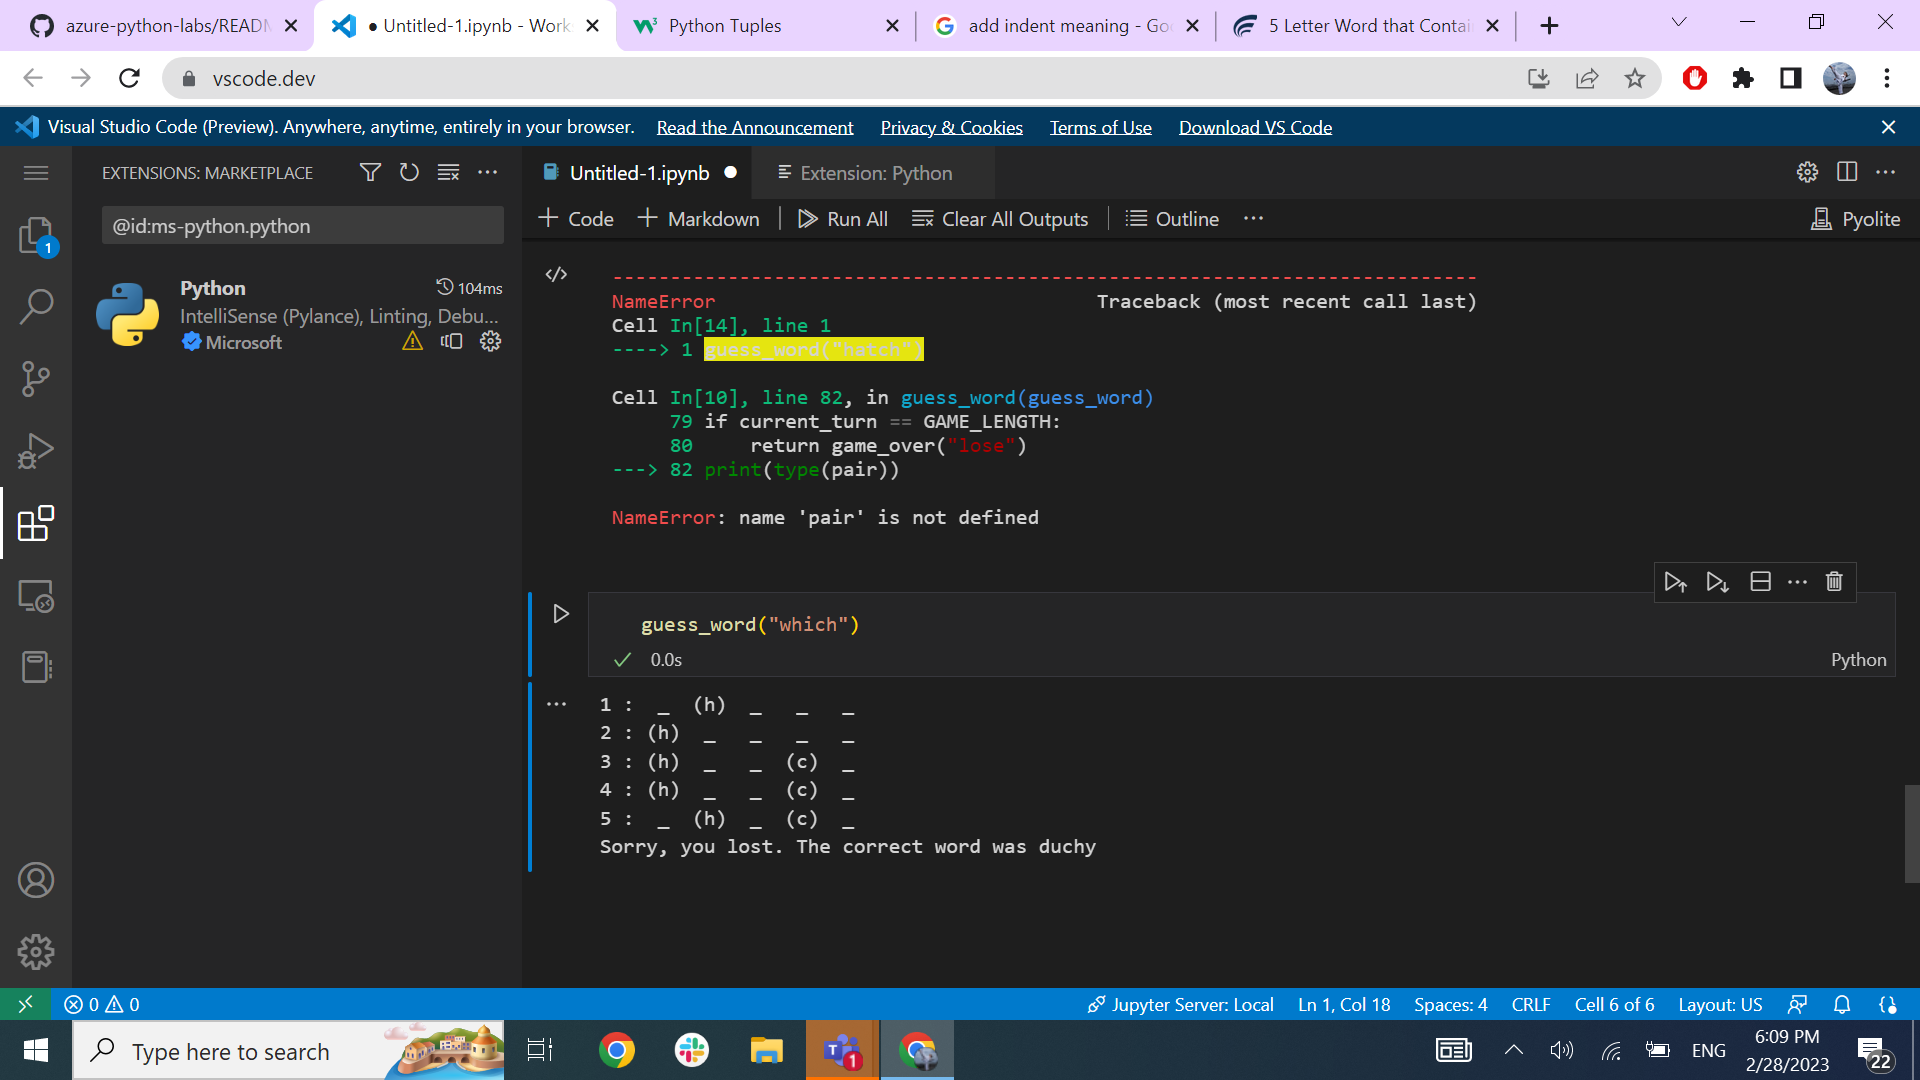 azure-python-labs/READM
● Untitled-1.ipynb - Work
Python Tuples
add indent meaning - Goo
5 Letter Word that Contai
vscode.dev
Visual Studio Code (Preview). Anywhere, anytime, entirely in your browser. Read the Announcement Privacy & Cookies Terms of Use Download VS Code
EXTENSIONS: MARKETPLACE
@id:ms-python.python
Python 104ms
IntelliSense (Pylance), Linting, Debu...
Microsoft
1
Untitled-1.ipynb
Extension: Python
+ Code + Markdown Run All Clear All Outputs Outline ...
Pyolite
---------------------------------------------------------------------------
NameError Traceback (most recent call last)
Cell In[14], line 1
----> 1 guess_word("hatch")
Cell In[10], line 82, in guess_word(guess_word)
79 if current_turn == GAME_LENGTH:
80 return game_over("lose")
---> 82 print(type(pair))
NameError: name 'pair' is not defined
guess_word("which")
0.0s
Python
1 : _ (h) _ _ _
2 : (h) _ _ _ _
3 : (h) _ _ (c) _
4 : (h) _ _ (c) _
5 : _ (h) _ (c) _
Sorry, you lost. The correct word was duchy
0 0
Jupyter Server: Local Ln 1, Col 18 Spaces: 4 CRLF Cell 6 of 6 Layout: US
Type here to search
1
ENG
6:09 PM
2/28/2023
22